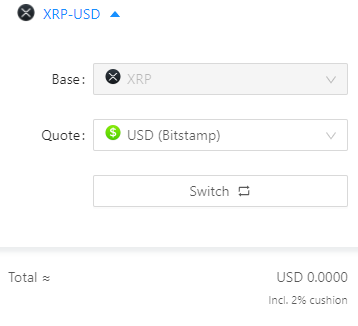 XRP-USD
Base: XRP
Quote: USD (Bitstamp)
Switch
Total ≈ USD 0.0000
Incl. 2% cushion